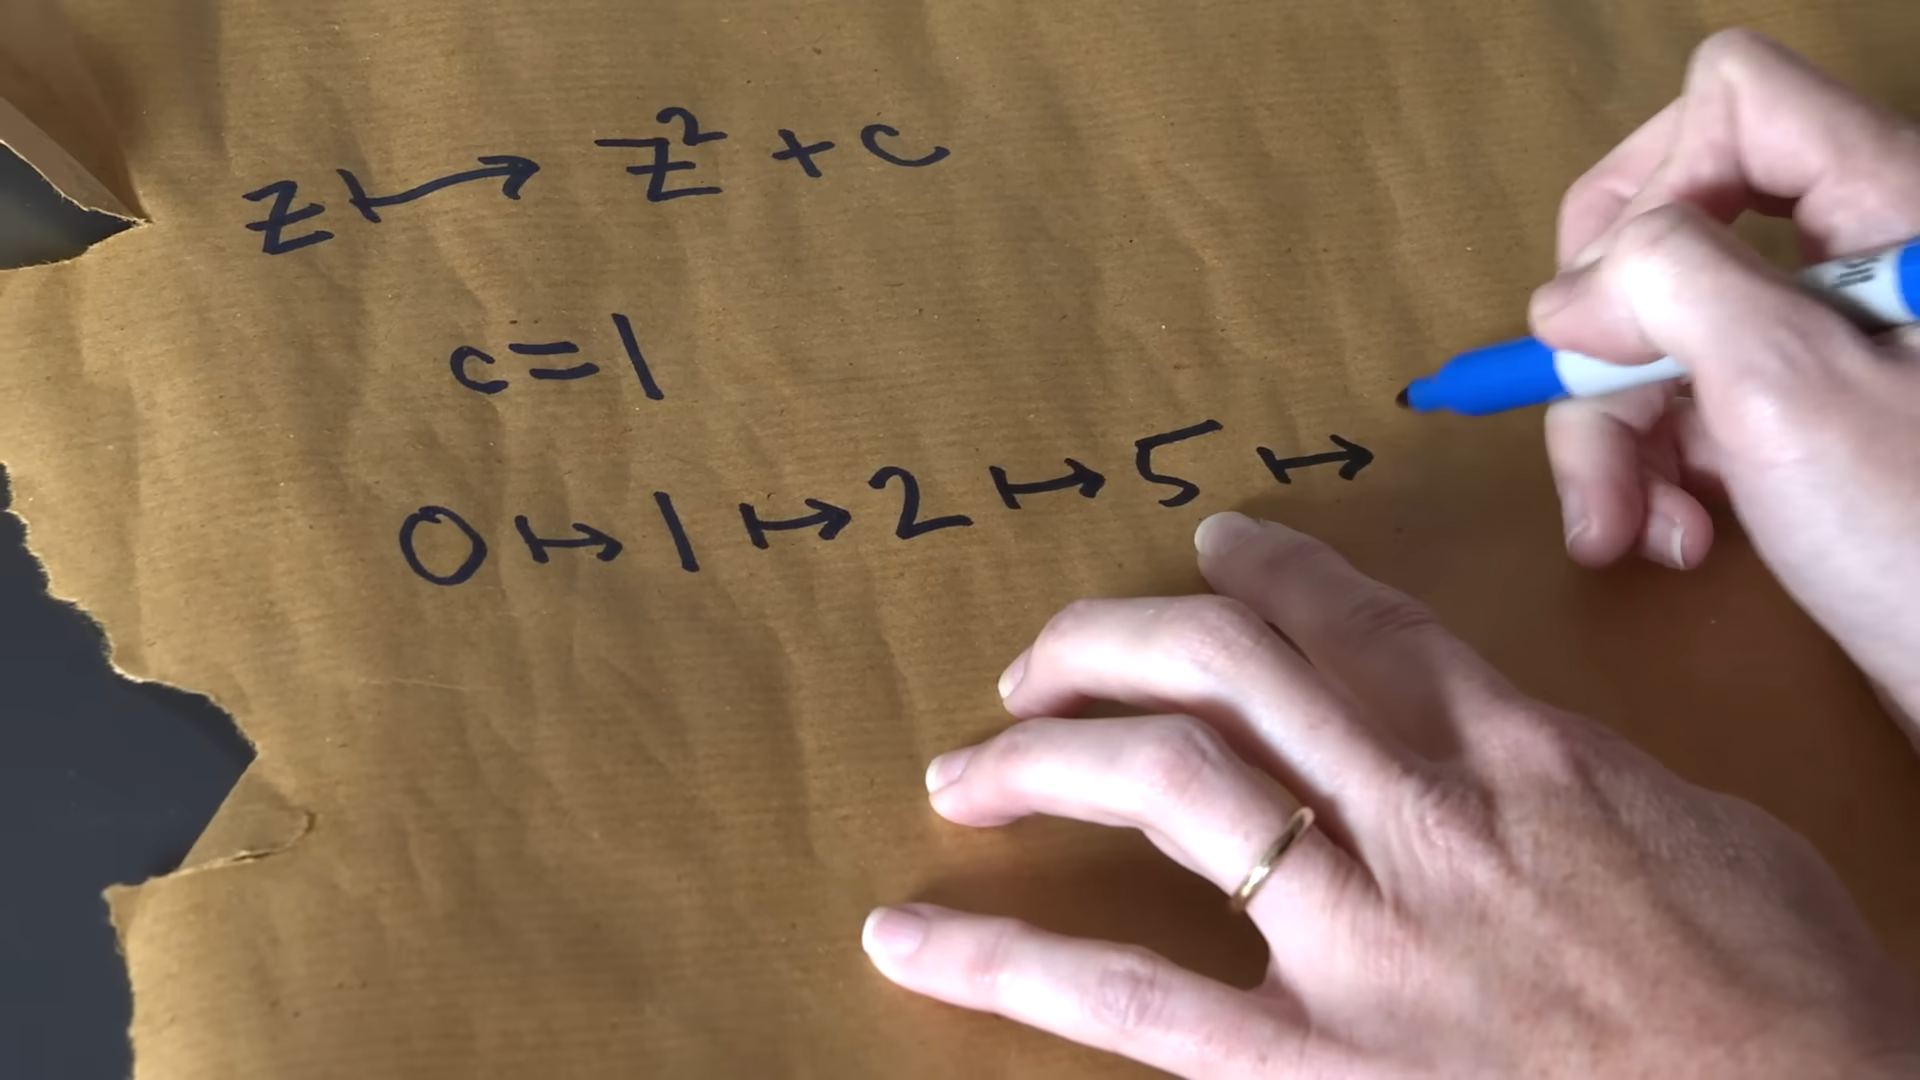 z ↦ z² + c
c=1
0 ↦ 1 ↦ 2 ↦ 5 ↦